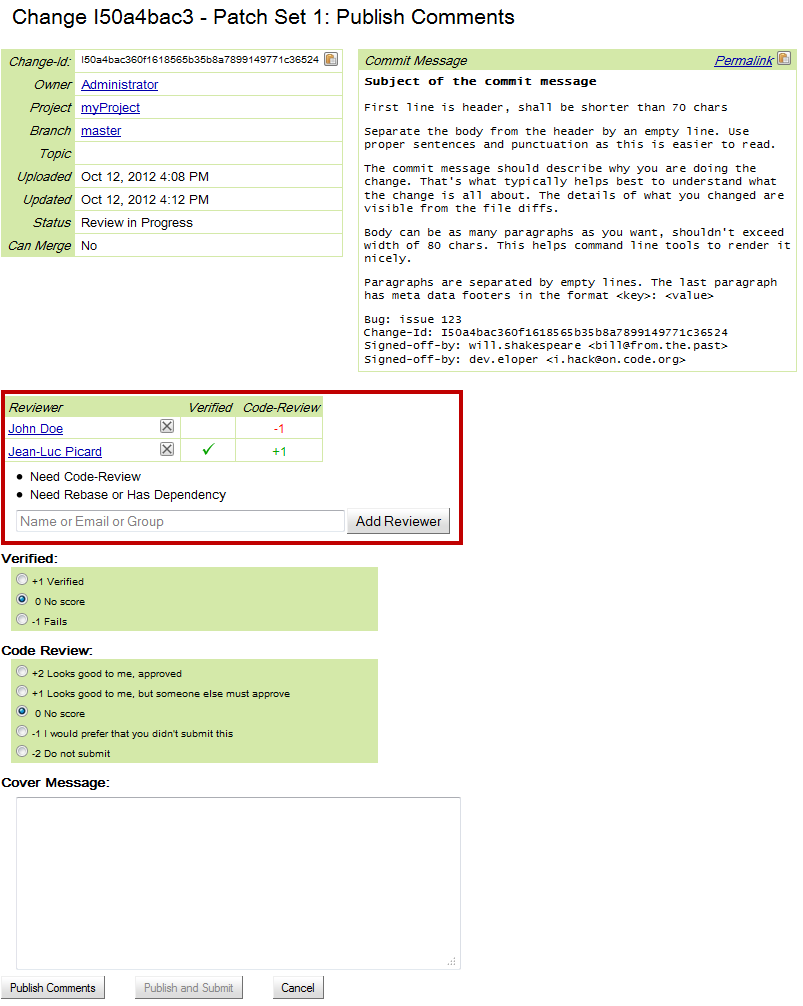 Change I50a4bac3 - Patch Set 1: Publish Comments
Change-Id: I50a4bac360f1618565b35b8a7899149771c36524
Owner Administrator
Project myProject
Branch master
Topic
Uploaded Oct 12, 2012 4:08 PM
Updated Oct 12, 2012 4:12 PM
Status Review in Progress
Can Merge No
Commit Message Permalink
Subject of the commit message
First line is header, shall be shorter than 70 chars
Separate the body from the header by an empty line. Use
proper sentences and punctuation as this is easier to read.
The commit message should describe why you are doing the
change. That's what typically helps best to understand what
the change is all about. The details of what you changed are
visible from the file diffs.
Body can be as many paragraphs as you want, shouldn't exceed
width of 80 chars. This helps command line tools to render it
nicely.
Paragraphs are separated by empty lines. The last paragraph
has meta data footers in the format <key>: <value>
Bug: issue 123
Change-Id: I50a4bac360f1618565b35b8a7899149771c36524
Signed-off-by: will.shakespeare <bill@from.the.past>
Signed-off-by: dev.eloper <i.hack@on.code.org>
Reviewer Verified Code-Review
John Doe -1
Jean-Luc Picard ✓ +1
• Need Code-Review
• Need Rebase or Has Dependency
Name or Email or Group Add Reviewer
Verified:
+1 Verified
0 No score
-1 Fails
Code Review:
+2 Looks good to me, approved
+1 Looks good to me, but someone else must approve
0 No score
-1 I would prefer that you didn't submit this
-2 Do not submit
Cover Message:
Publish Comments Publish and Submit Cancel